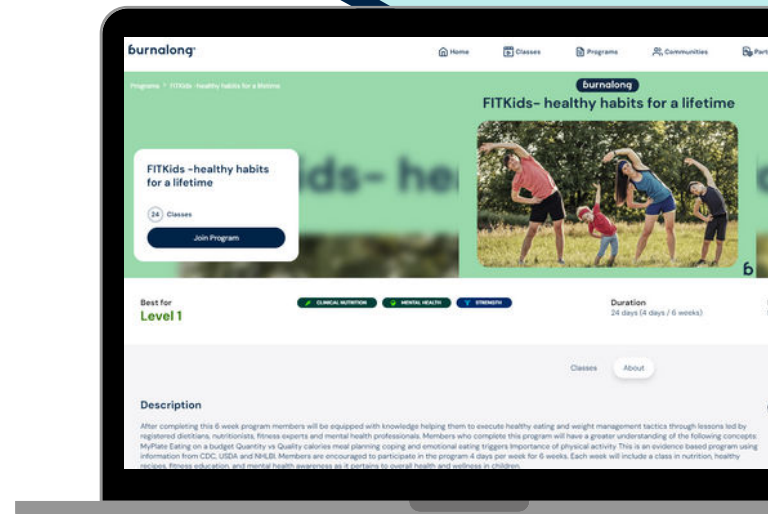 burnalong
Home
Classes
Programs
Communities
Part
Programs > FITKids -healthy habits for a lifetime
burnalong
FITKids- healthy habits for a lifetime
FITKids -healthy habits
for a lifetime
24 Classes
Join Program
ds- he
Best for
Level 1
CLINICAL NUTRITION
MENTAL HEALTH
STRENGTH
Duration
24 days (4 days / 6 weeks)
Classes
About
Description
After completing this 6 week program members will be equipped with knowledge helping them to execute healthy eating and weight management tactics through lessons led by
registered dietitians, nutritionists, fitness experts and mental health professionals. Members who complete this program will have a greater understanding of the following concepts:
MyPlate Eating on a budget Quantity vs Quality calories meal planning coping and emotional eating triggers Importance of physical activity This is an evidence based program using
information from CDC, USDA and NHLBI. Members are encouraged to participate in the program 4 days per week for 6 weeks. Each week will include a class in nutrition, healthy
recipes, fitness education, and mental health awareness as it pertains to overall health and wellness in children.